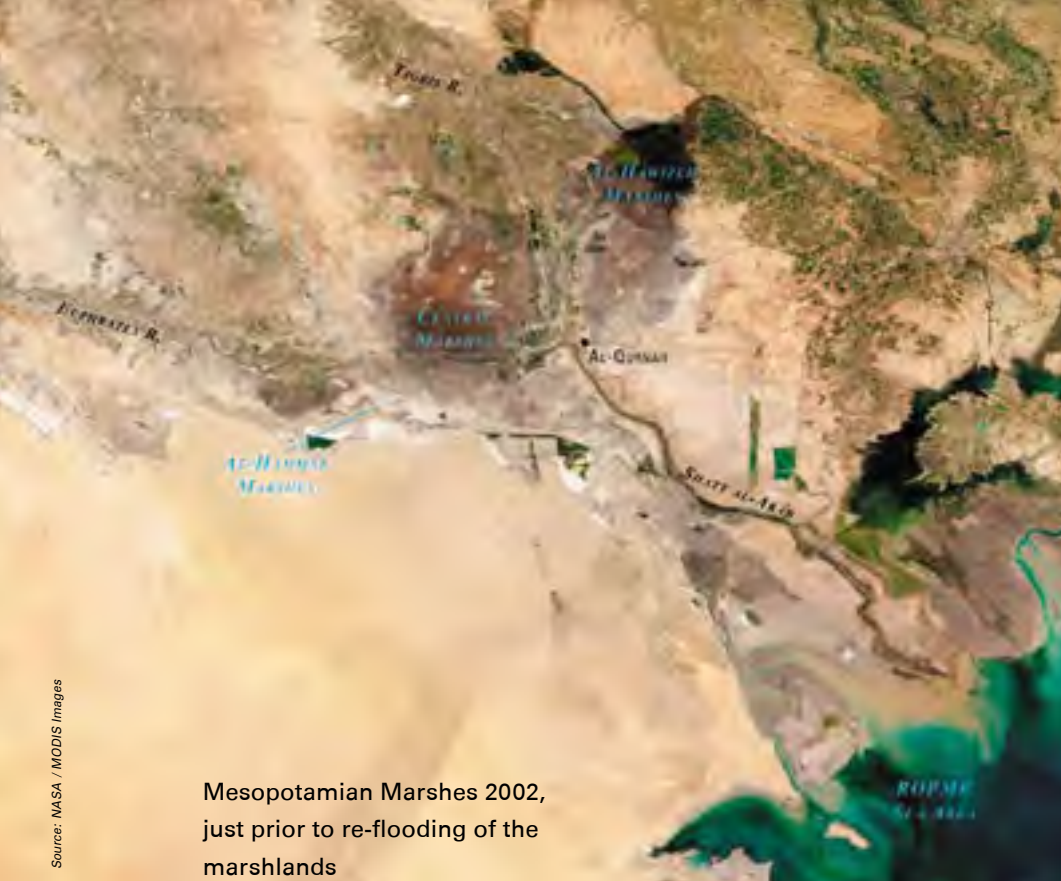 TIGRIS R.
AL-HAWIZEH
MARSHES
EUPHRATES R.
CENTRAL
MARSHES
AL-QURNAH
AL-HAMMAR
MARSHES
SHATT AL-ARAB
ROPME
SEA AREA
Source: NASA / MODIS Images
Mesopotamian Marshes 2002,
just prior to re-flooding of the
marshlands